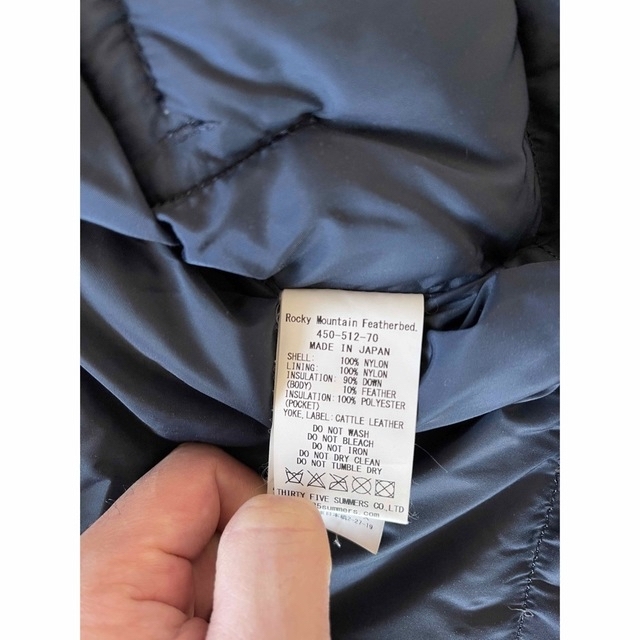 Rocky Mountain Featherbed.
450-512-70
MADE IN JAPAN
SHELL: 100% NYLON
LINING: 100% NYLON
INSULATION: 90% DOWN
(BODY) 10% FEATHER
INSULATION: 100% POLYESTER
(POCKET)
YOKE, LABEL: CATTLE LEATHER
DO NOT WASH
DO NOT BLEACH
DO NOT IRON
DO NOT DRY CLEAN
DO NOT TUMBLE DRY
THIRTY FIVE SUMMERS CO, LTD
35summers.com